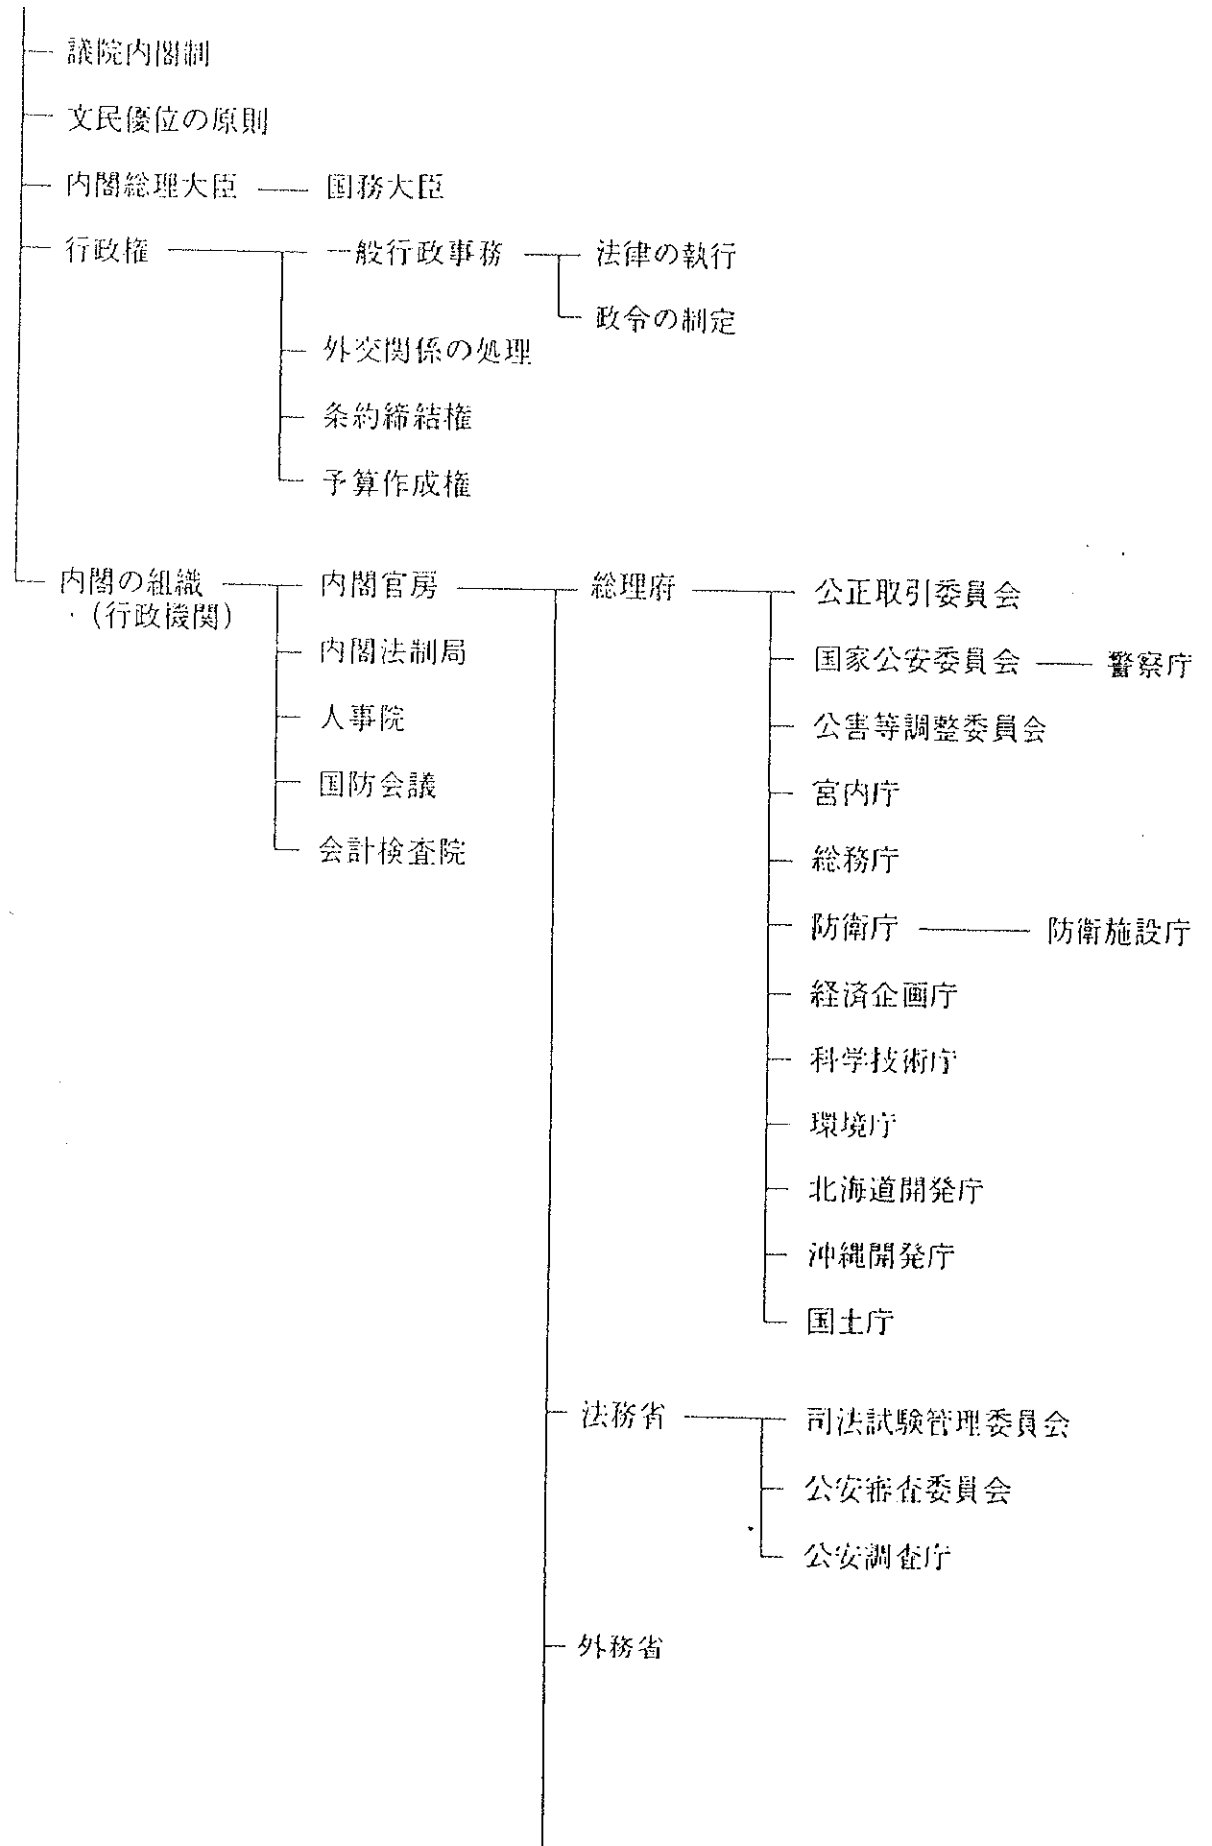 議院内閣制
文民優位の原則
内閣総理大臣 国務大臣
行政権 一般行政事務 法律の執行
政令の制定
外交関係の処理
条約締結権
予算作成権
内閣の組織 内閣官房 総理府 公正取引委員会
(行政機関)
内閣法制局 国家公安委員会 警察庁
人事院 公害等調整委員会
国防会議 宮内庁
会計検査院 総務庁
防衛庁 防衛施設庁
経済企画庁
科学技術庁
環境庁
北海道開発庁
沖縄開発庁
国土庁
法務省 司法試験管理委員会
公安審査委員会
公安調査庁
外務省